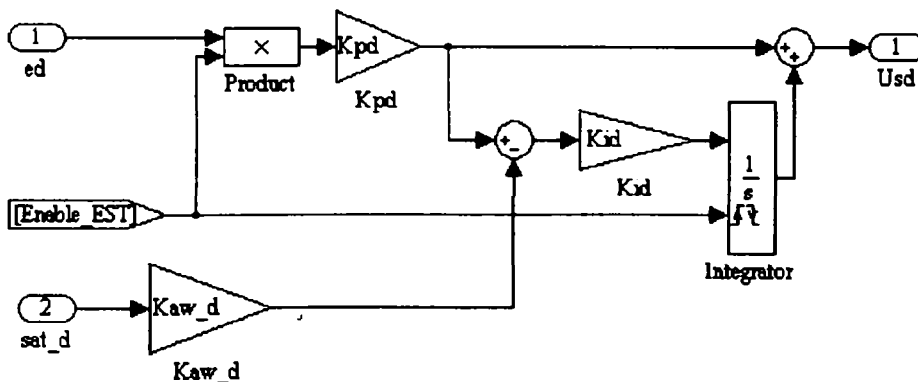 1
ed
×
Product
Kpd
Kpd
+
+
1
Usd
+
-
Kid
Kid
1
s
Integrator
[Enable_EST]
2
sat_d
Kaw_d
Kaw_d